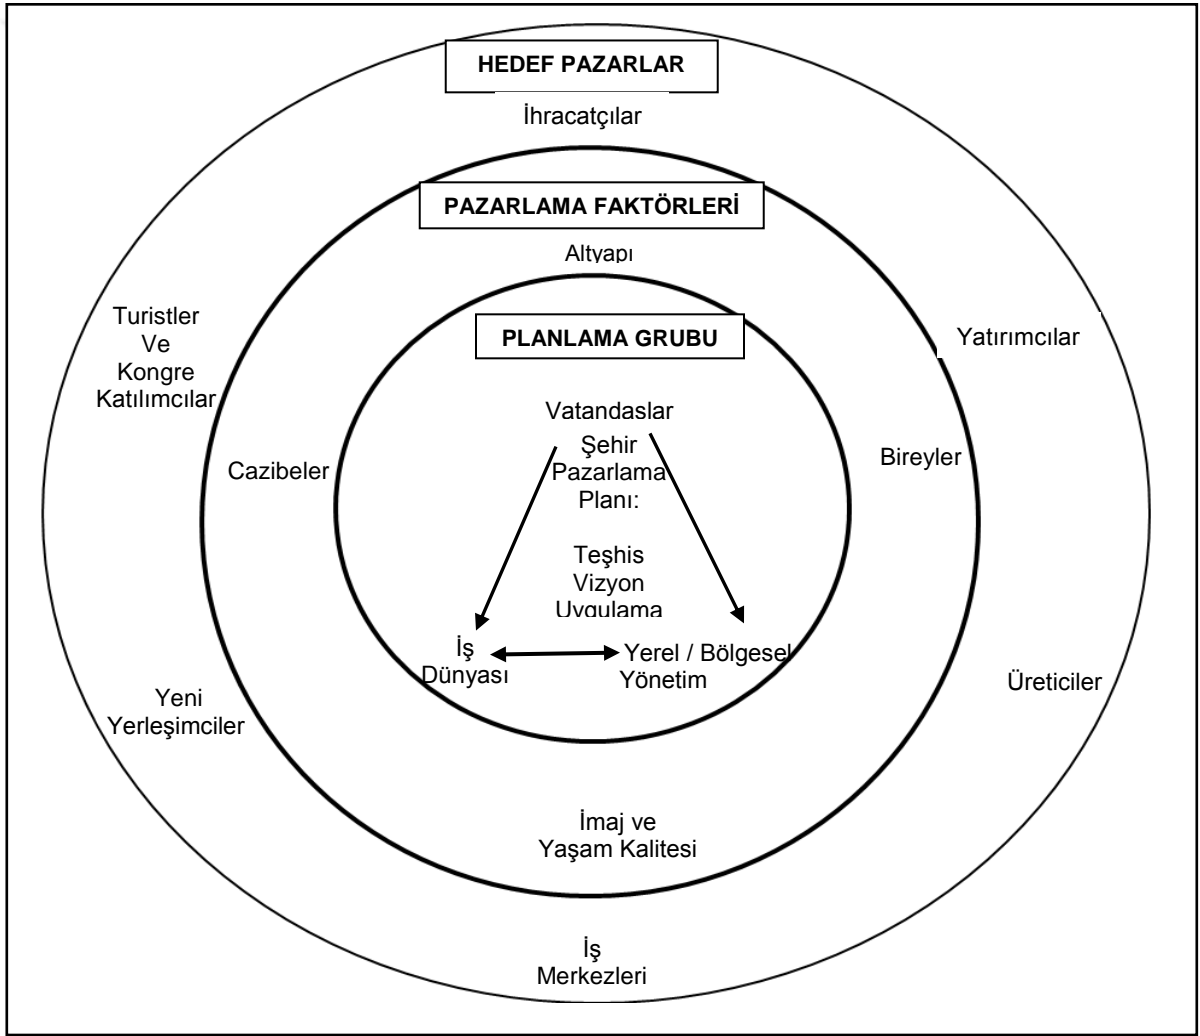 HEDEF PAZARLAR
İhracatçılar
PAZARLAMA FAKTÖRLERİ
Altyapı
Turistler
Ve
Kongre
Katılımcılar
PLANLAMA GRUBU
Yatırımcılar
Vatandaslar
Şehir
Pazarlama
Planı:
Cazibeler
Bireyler
Teşhis
Vizyon
Uygulama
İş
Dünyası
Yerel / Bölgesel
Yönetim
Yeni
Yerleşimciler
Üreticiler
İmaj ve
Yaşam Kalitesi
İş
Merkezleri